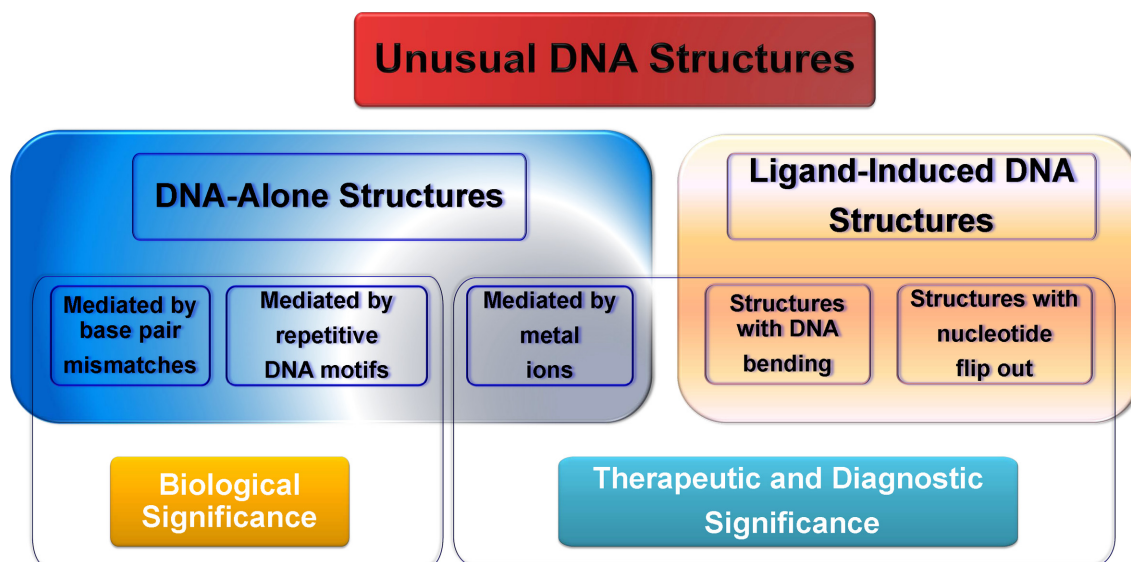 Unusual DNA Structures
DNA-Alone Structures
Ligand-Induced DNA
Structures
Mediated by
base pair
mismatches
Mediated by
repetitive
DNA motifs
Mediated by
metal
ions
Structures
with DNA
bending
Structures with
nucleotide
flip out
Biological
Significance
Therapeutic and Diagnostic
Significance